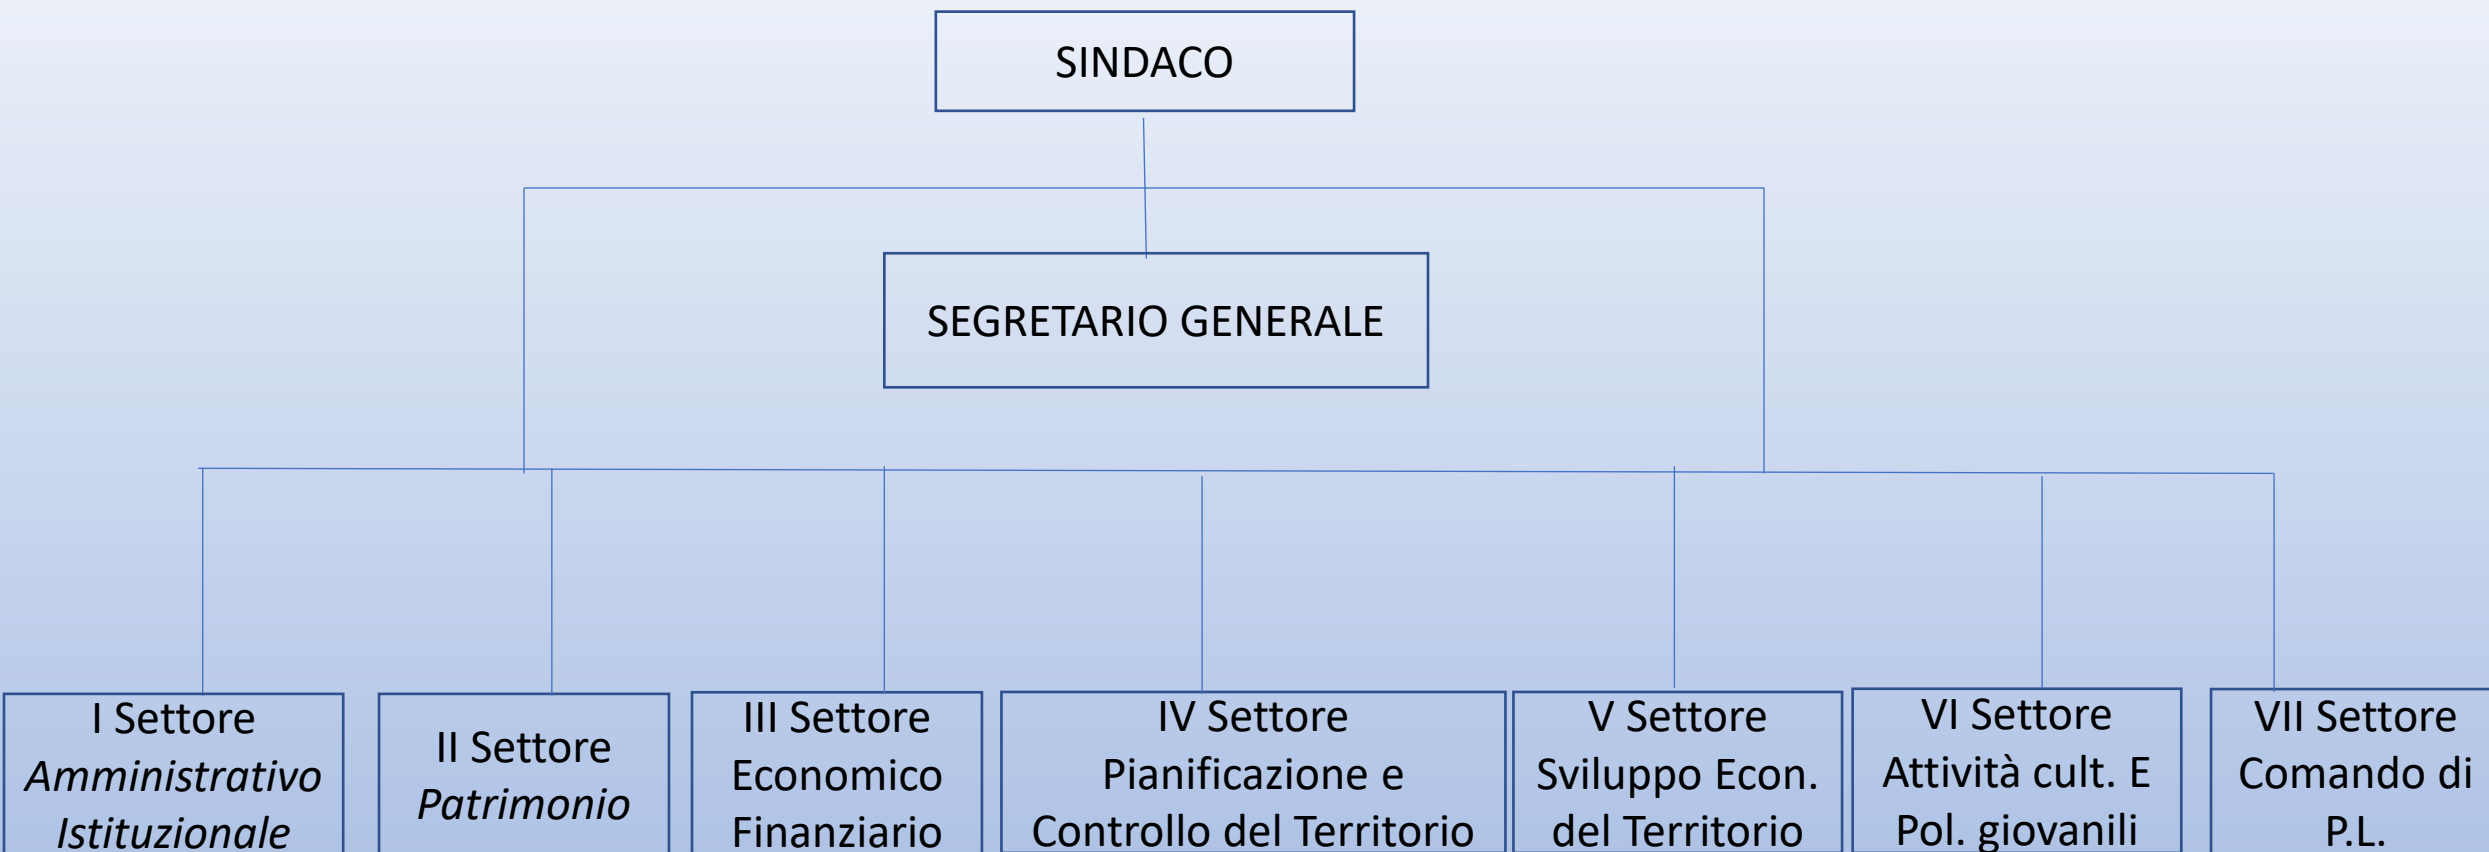 SINDACO
SEGRETARIO GENERALE
I Settore
Amministrativo
Istituzionale
II Settore
Patrimonio
III Settore
Economico
Finanziario
IV Settore
Pianificazione e
Controllo del Territorio
V Settore
Sviluppo Econ.
del Territorio
VI Settore
Attività cult. E
Pol. giovanili
VII Settore
Comando di
P.L.